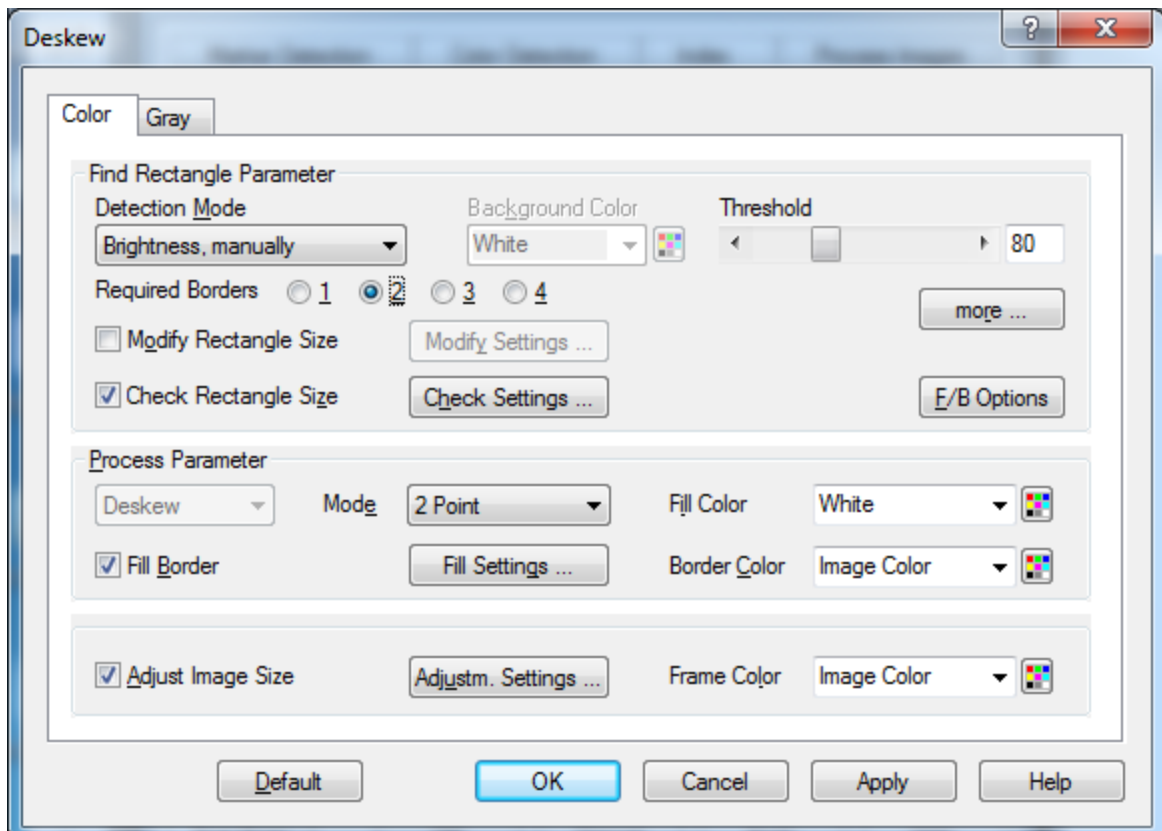 Deskew
Color Gray
Find Rectangle Parameter
Detection Mode Background Color Threshold
Brightness, manually White 80
Required Borders 1 2 3 4
more ...
Modify Rectangle Size Modify Settings ...
Check Rectangle Size Check Settings ... F/B Options
Process Parameter
Deskew Mode 2 Point Fill Color White
Fill Border Fill Settings ... Border Color Image Color
Adjust Image Size Adjustm. Settings ... Frame Color Image Color
Default OK Cancel Apply Help